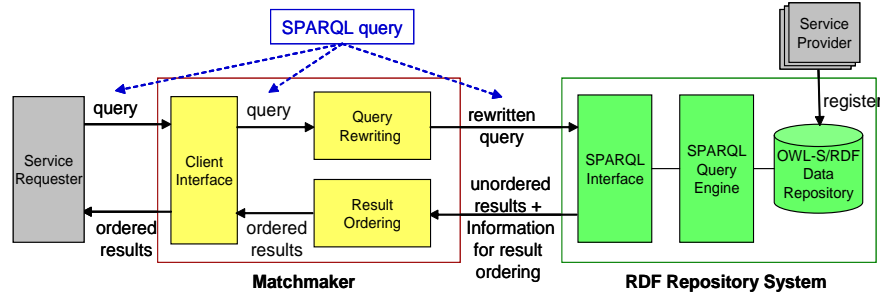 SPARQL query
Service
Provider
query
query
rewritten
query
register
Service
Requester
Client
Interface
Query
Rewriting
Result
Ordering
SPARQL
Interface
SPARQL
Query
Engine
OWL-S/RDF
Data
Repository
ordered
results
ordered
results
unordered
results +
Information
for result
ordering
Matchmaker
RDF Repository System